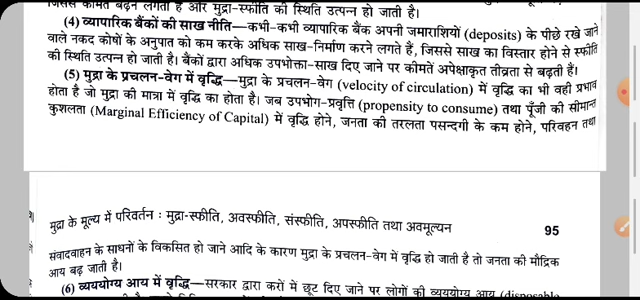 जिससे कीमतें बढ़ने लगती हैं और मुद्रा-स्फीति की स्थिति उत्पन्न हो जाती है।
(4) व्यापारिक बैंकों की साख नीति—कभी-कभी व्यापारिक बैंक अपनी जमाराशियों (deposits) के पीछे रखे जाने
वाले नकद कोषों के अनुपात को कम करके अधिक साख-निर्माण करने लगते हैं, जिससे साख का विस्तार होने से स्फीति
की स्थिति उत्पन्न हो जाती है। बैंकों द्वारा अधिक उपभोक्ता-साख दिए जाने पर कीमतें अपेक्षाकृत तीव्रता से बढ़ती हैं।
(5) मुद्रा के प्रचलन-वेग में वृद्धि—मुद्रा के प्रचलन-वेग (velocity of circulation) में वृद्धि का भी वही प्रभाव
होता है जो मुद्रा की मात्रा में वृद्धि का होता है। जब उपभोग-प्रवृत्ति (propensity to consume) तथा पूँजी की सीमान्त
कुशलता (Marginal Efficiency of Capital) में वृद्धि होने, जनता की तरलता पसन्दगी के कम होने, परिवहन तथा
मुद्रा के मूल्य में परिवर्तन : मुद्रा-स्फीति, अवस्फीति, संस्फीति, अपस्फीति तथा अवमूल्यन 95
संवादवाहन के साधनों के विकसित हो जाने आदि के कारण मुद्रा के प्रचलन-वेग में वृद्धि हो जाती है तो जनता की मौद्रिक
आय बढ़ जाती है।
(6) व्यययोग्य आय में वृद्धि—सरकार द्वारा करों में छूट दिए जाने पर लोगों की व्यययोग्य आय (disposable